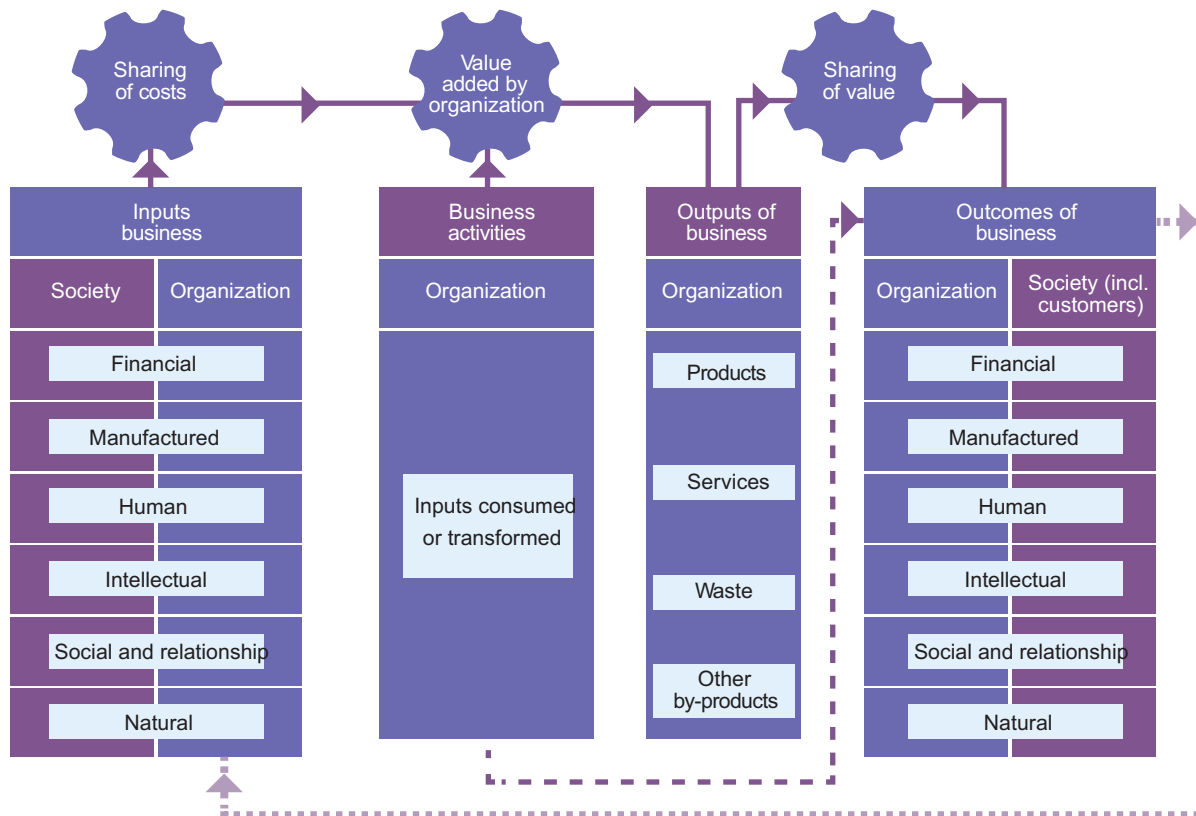 Sharing
of costs
Value
added by
organization
Sharing
of value
Inputs
business
Society
Organization
Financial
Manufactured
Human
Intellectual
Social and relationship
Natural
Business
activities
Organization
Inputs consumed
or transformed
Outputs of
business
Organization
Products
Services
Waste
Other
by-products
Outcomes of
business
Organization
Society (incl.
customers)
Financial
Manufactured
Human
Intellectual
Social and relationship
Natural